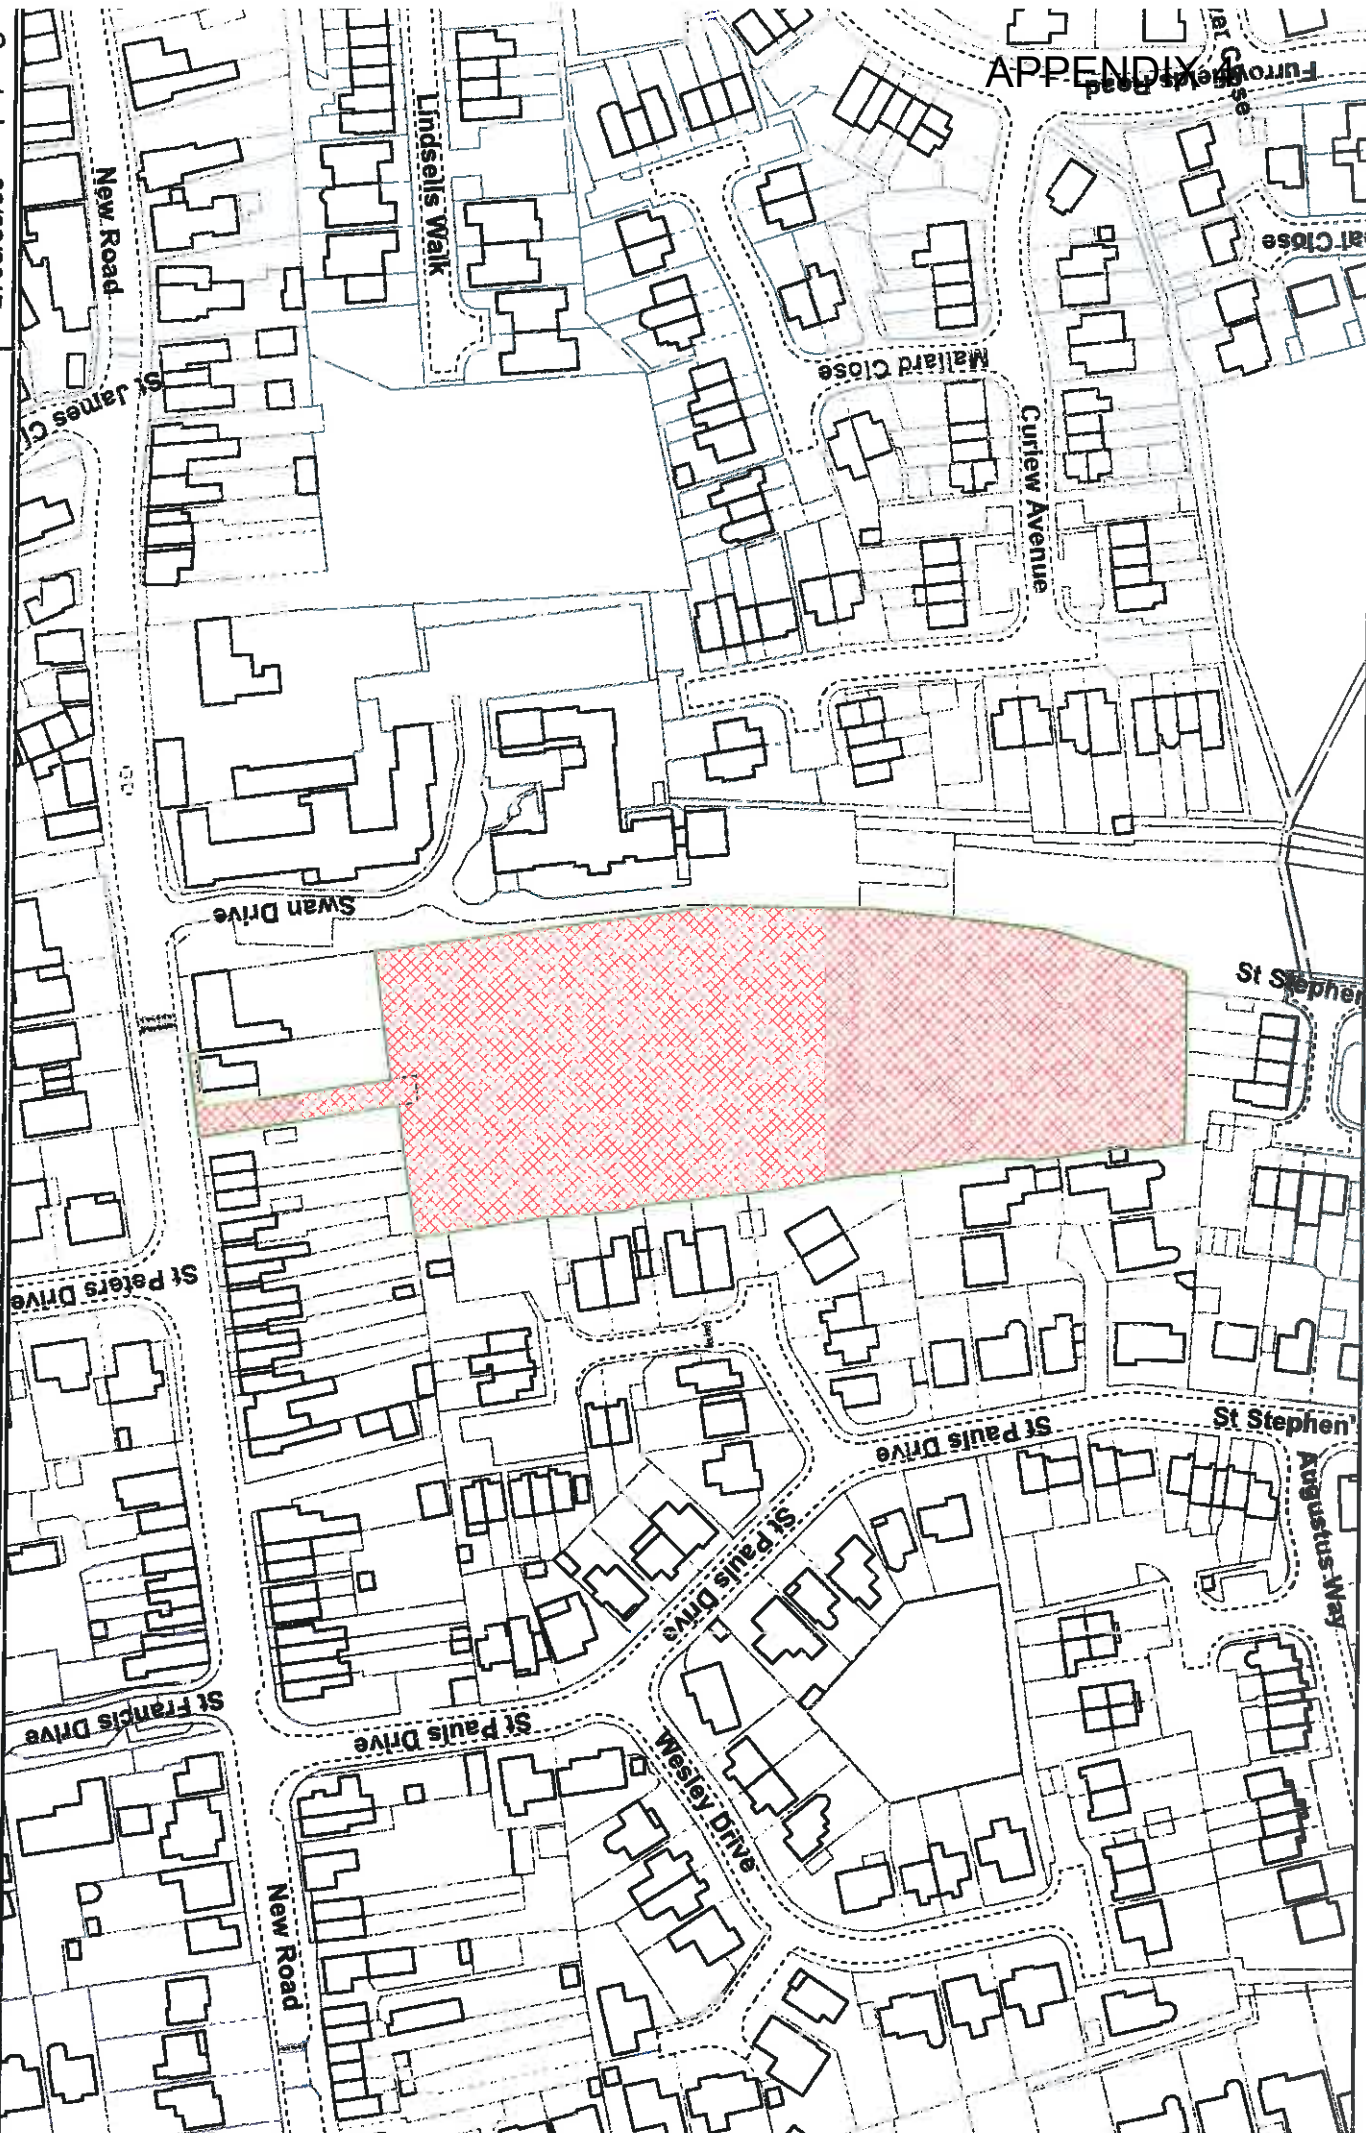 APPENDIX 4
Furrowfields Road
Lindsells Walk
New Road
St James Cl
Mallard Close
Curlew Avenue
Swan Drive
St Stephen
St Peters Drive
St Pauls Drive
St Stephen'
Augustus Way
St Pauls Drive
St Francis Drive
St Pauls Drive
Wesley Drive
New Road